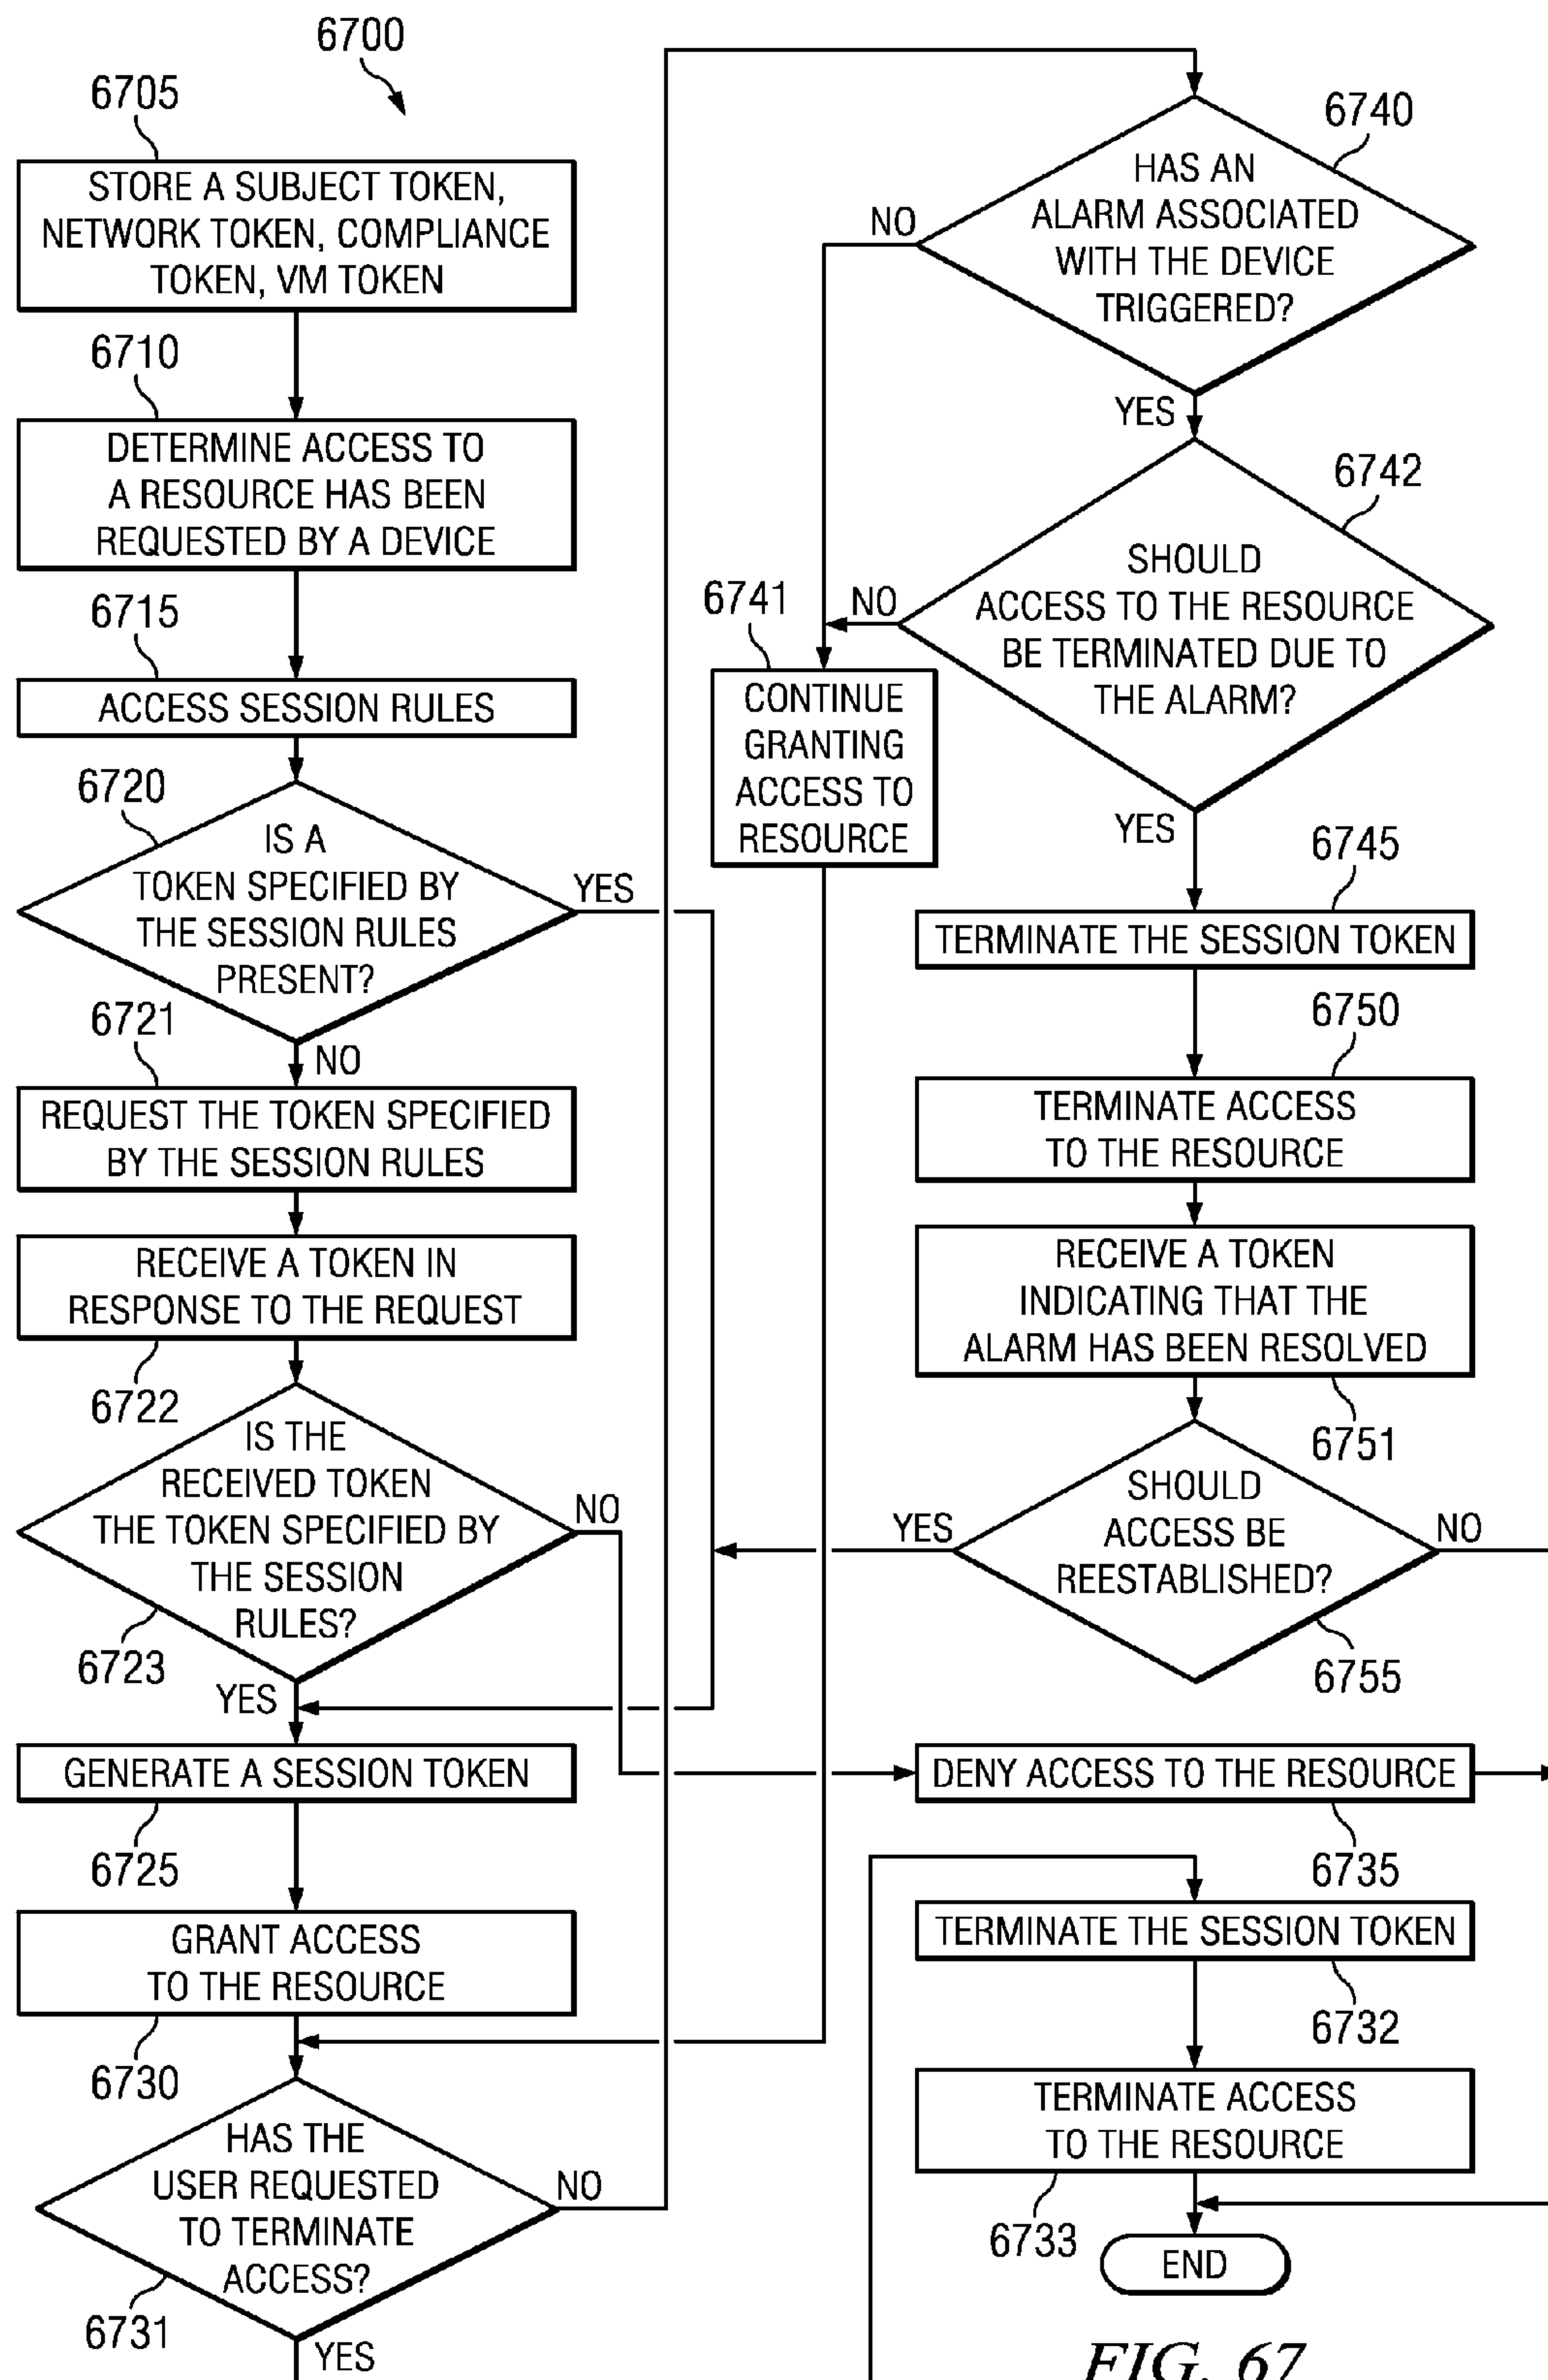 6700
6705
STORE A SUBJECT TOKEN,
NETWORK TOKEN, COMPLIANCE
TOKEN, VM TOKEN
6710
DETERMINE ACCESS TO
A RESOURCE HAS BEEN
REQUESTED BY A DEVICE
6715
ACCESS SESSION RULES
6720
IS A
TOKEN SPECIFIED BY
THE SESSION RULES
PRESENT?
YES
NO
6721
REQUEST THE TOKEN SPECIFIED
BY THE SESSION RULES
RECEIVE A TOKEN IN
RESPONSE TO THE REQUEST
6722
IS THE
RECEIVED TOKEN
THE TOKEN SPECIFIED BY
THE SESSION
RULES?
NO
6723
YES
GENERATE A SESSION TOKEN
6725
GRANT ACCESS
TO THE RESOURCE
6730
HAS THE
USER REQUESTED
TO TERMINATE
ACCESS?
NO
6731
YES
6740
HAS AN
ALARM ASSOCIATED
WITH THE DEVICE
TRIGGERED?
NO
YES
6742
SHOULD
ACCESS TO THE RESOURCE
BE TERMINATED DUE TO
THE ALARM?
NO
6741
CONTINUE
GRANTING
ACCESS TO
RESOURCE
YES
6745
TERMINATE THE SESSION TOKEN
6750
TERMINATE ACCESS
TO THE RESOURCE
RECEIVE A TOKEN
INDICATING THAT THE
ALARM HAS BEEN RESOLVED
6751
SHOULD
ACCESS BE
REESTABLISHED?
YES
NO
6755
DENY ACCESS TO THE RESOURCE
6735
TERMINATE THE SESSION TOKEN
6732
TERMINATE ACCESS
TO THE RESOURCE
6733
END
FIG. 67